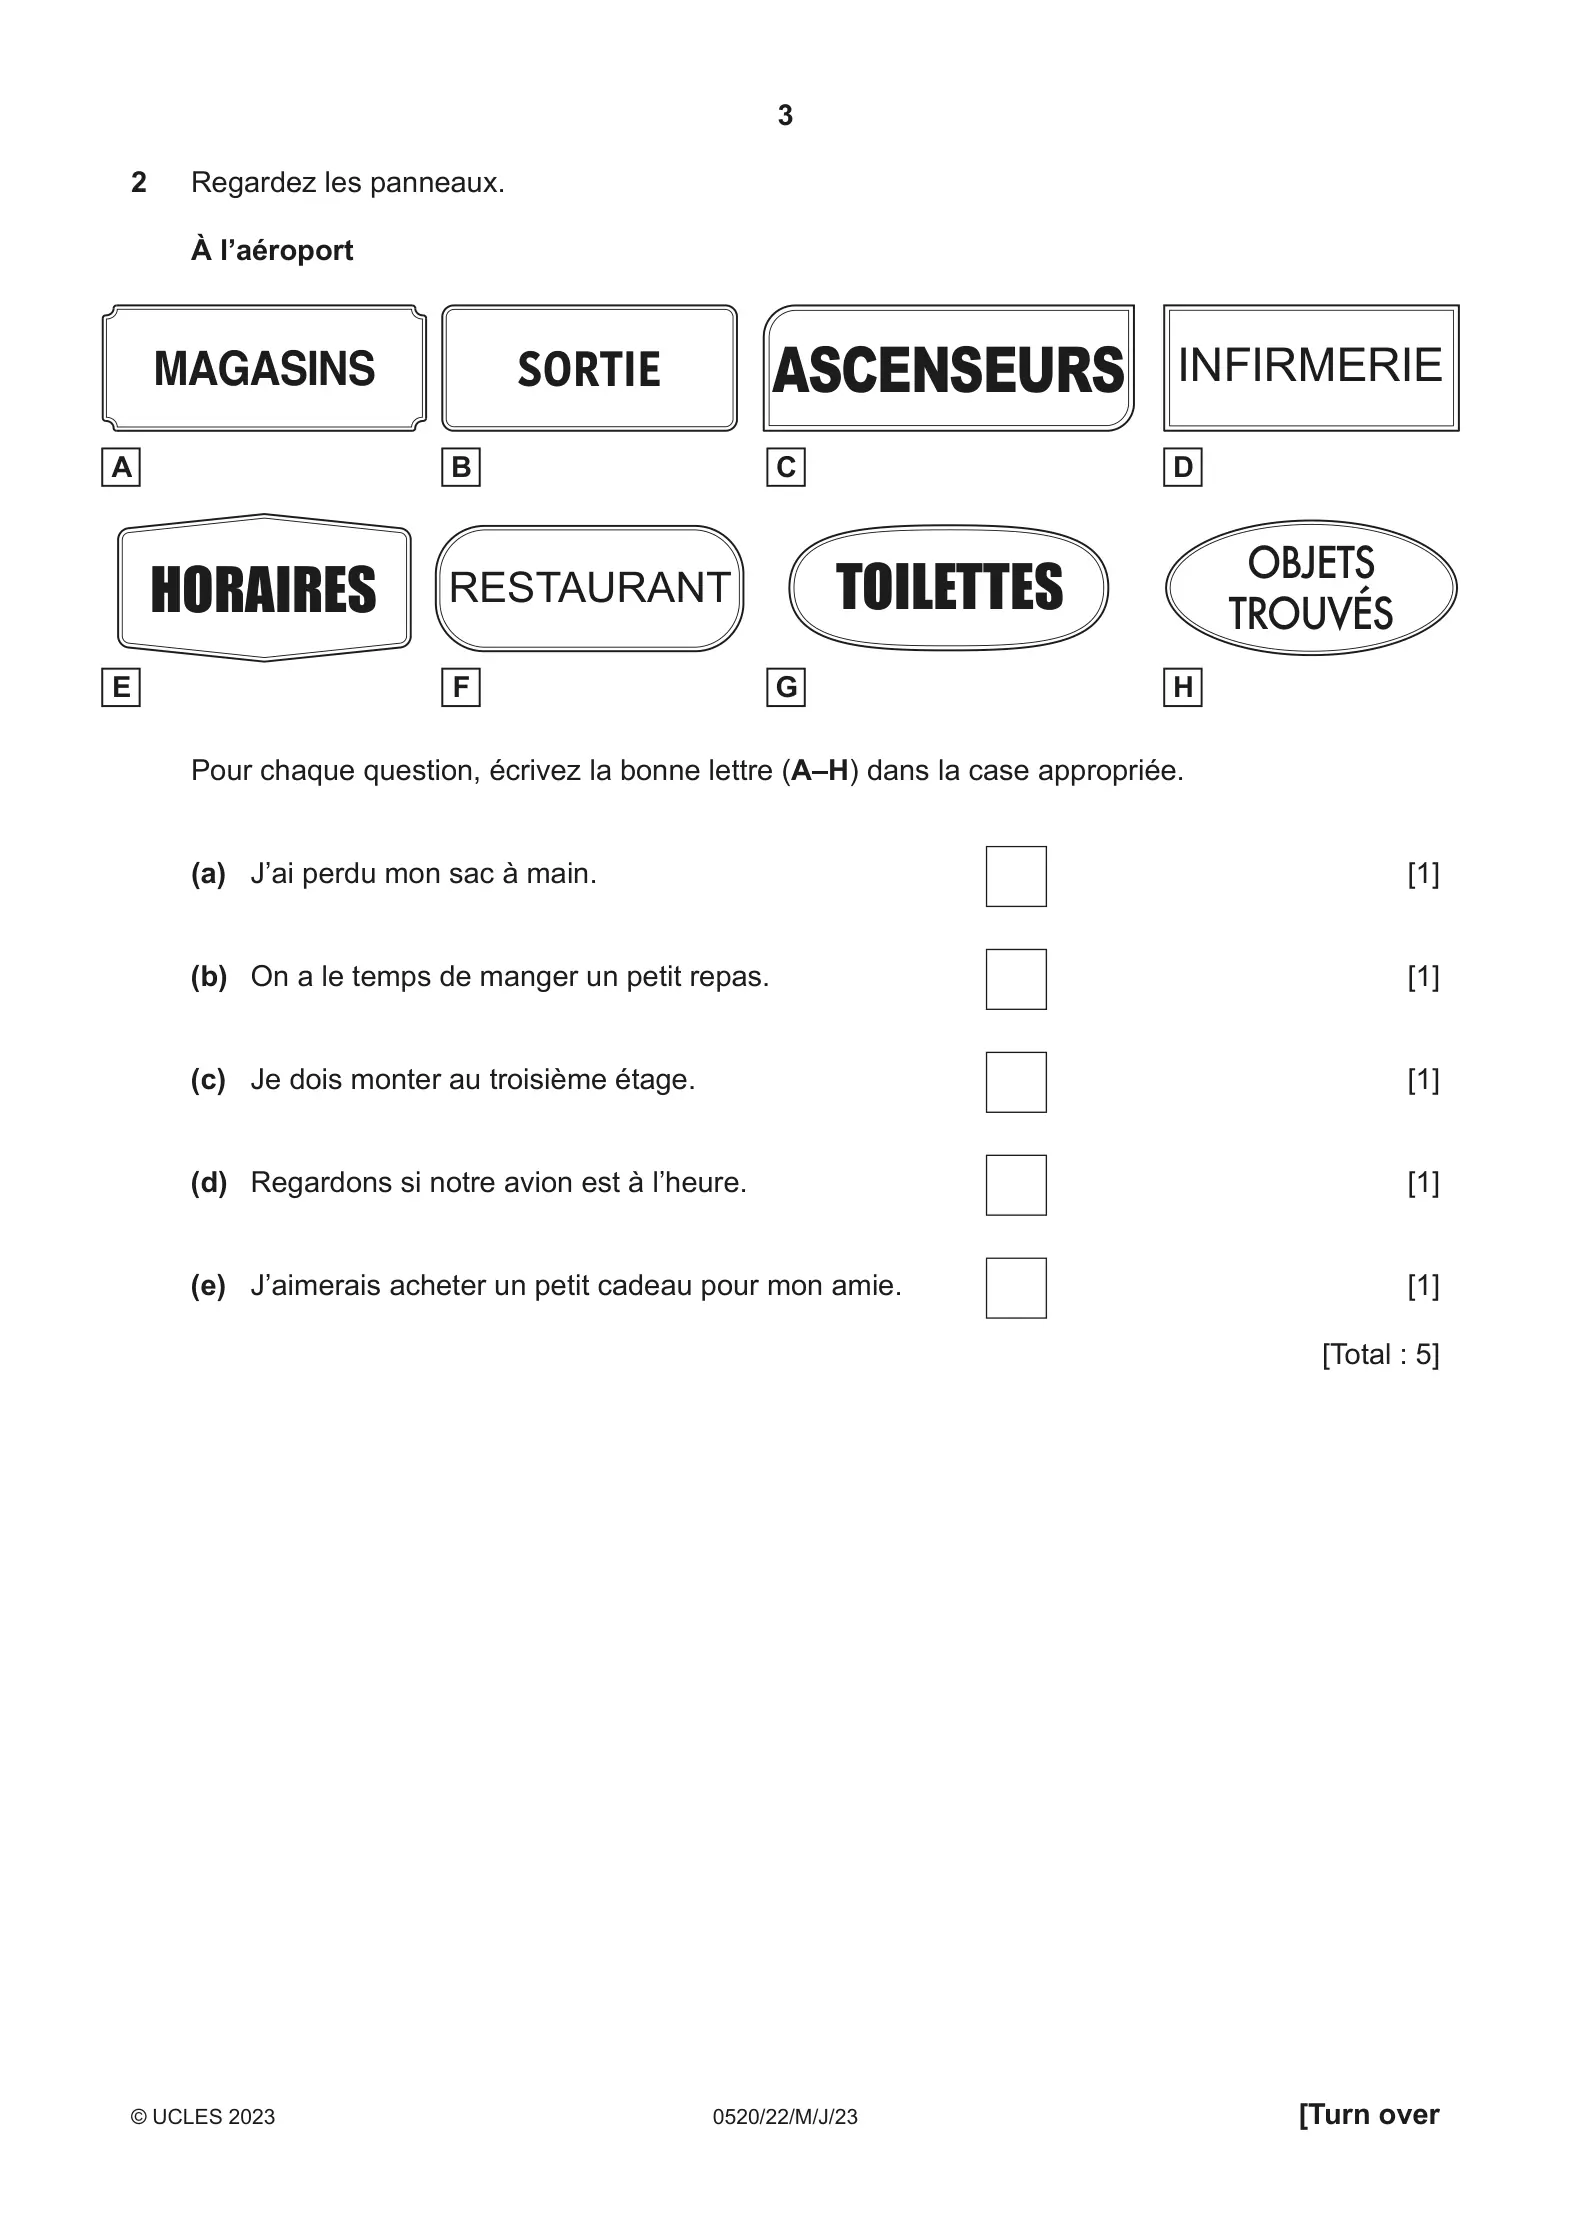 3
2 Regardez les panneaux.
À l’aéroport
MAGASINS SORTIE ASCENSEURS INFIRMERIE
A B C D
HORAIRES RESTAURANT TOILETTES OBJETS
TROUVÉS
E F G H
Pour chaque question, écrivez la bonne lettre (A–H) dans la case appropriée.
(a) J’ai perdu mon sac à main. [1]
(b) On a le temps de manger un petit repas. [1]
(c) Je dois monter au troisième étage. [1]
(d) Regardons si notre avion est à l’heure. [1]
(e) J’aimerais acheter un petit cadeau pour mon amie. [1]
[Total : 5]
© UCLES 2023 0520/22/M/J/23 [Turn over